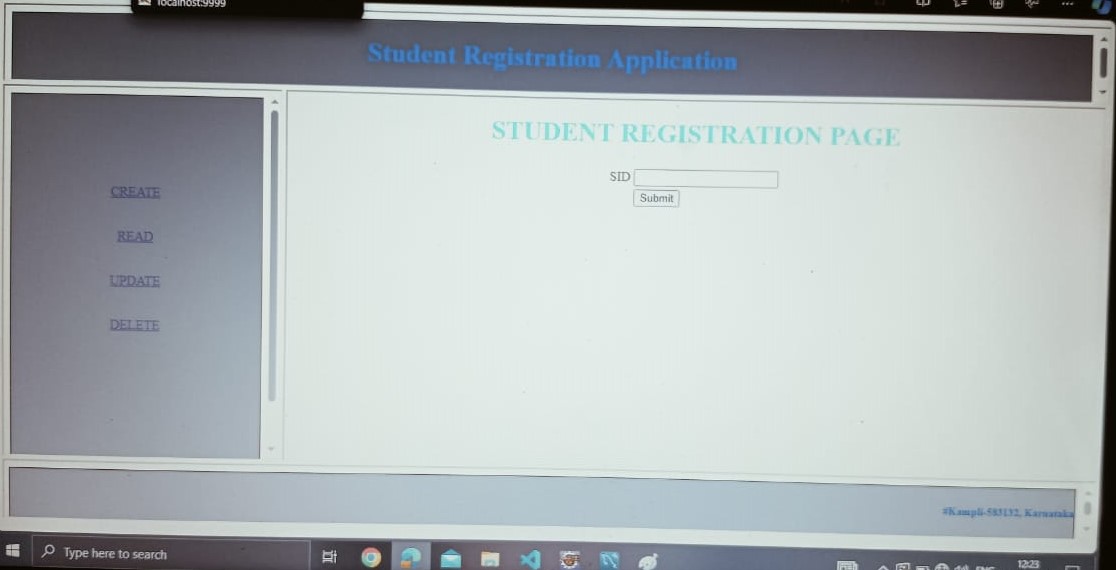 localhost:9999
Student Registration Application
STUDENT REGISTRATION PAGE
CREATE
READ
UPDATE
DELETE
SID
Submit
#Kampli-583132, Karnataka
Type here to search
ENG
12:23